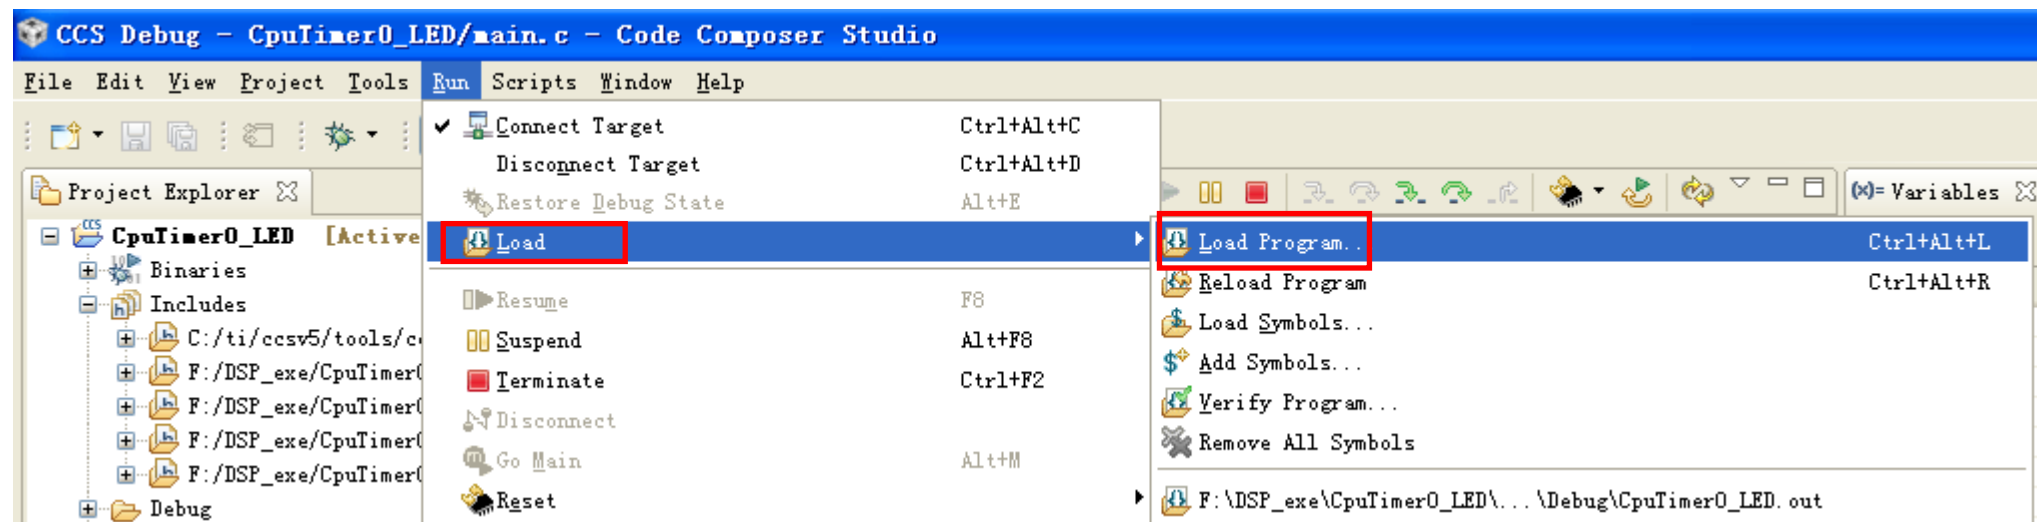 CCS Debug - CpuTimer0_LED/main.c - Code Composer Studio
File Edit View Project Tools Run Scripts Window Help
Connect Target Ctrl+Alt+C
Disconnect Target Ctrl+Alt+D
Project Explorer
Restore Debug State Alt+E
(x)= Variables
CpuTimer0_LED [Active
Load
Load Program... Ctrl+Alt+L
Binaries
Reload Program Ctrl+Alt+R
Includes
Resume F8
Load Symbols...
C:/ti/ccsv5/tools/c
Suspend Alt+F8
Add Symbols...
F:/DSP_exe/CpuTimer0
Terminate Ctrl+F2
Verify Program...
F:/DSP_exe/CpuTimer0
Disconnect
Remove All Symbols
F:/DSP_exe/CpuTimer0
Go Main Alt+M
F:/DSP_exe/CpuTimer0
Reset
F:\DSP_exe\CpuTimer0_LED\...\Debug\CpuTimer0_LED.out
Debug